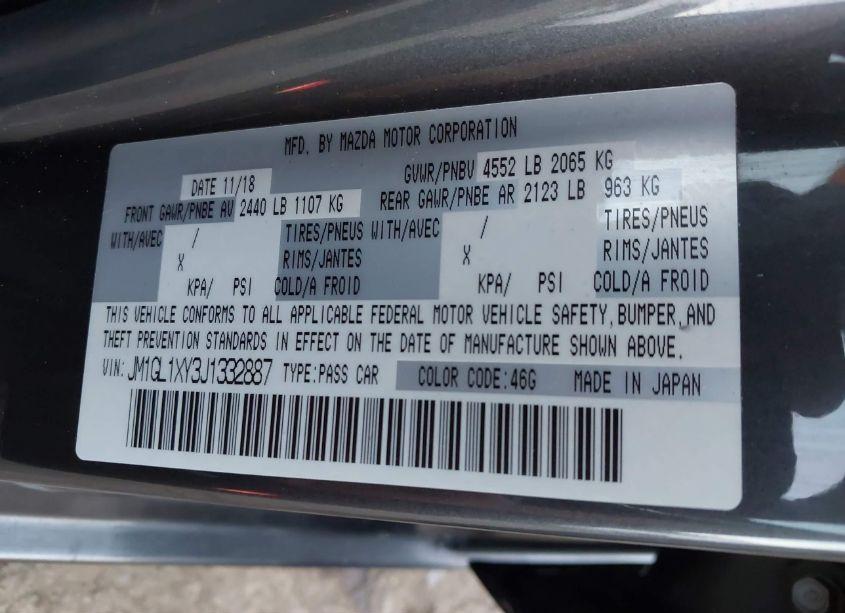 MFD. BY MAZDA MOTOR CORPORATION
DATE 11/18 GVWR/PNBV 4552 LB 2065 KG
FRONT GAWR/PNBE AV 2440 LB 1107 KG REAR GAWR/PNBE AR 2123 LB 963 KG
WITH/AVEC / TIRES/PNEUS WITH/AVEC / TIRES/PNEUS
X RIMS/JANTES X RIMS/JANTES
KPA/ PSI COLD/A FROID KPA/ PSI COLD/A FROID
THIS VEHICLE CONFORMS TO ALL APPLICABLE FEDERAL MOTOR VEHICLE SAFETY, BUMPER, AND
THEFT PREVENTION STANDARDS IN EFFECT ON THE DATE OF MANUFACTURE SHOWN ABOVE.
VIN: JM1GL1XY3J1332887 TYPE:PASS CAR COLOR CODE:46G MADE IN JAPAN